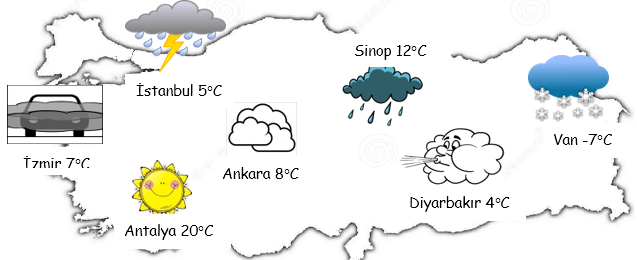 Sinop 12°C
İstanbul 5°C
Van -7°C
İzmir 7°C
Ankara 8°C
Diyarbakır 4°C
Antalya 20°C